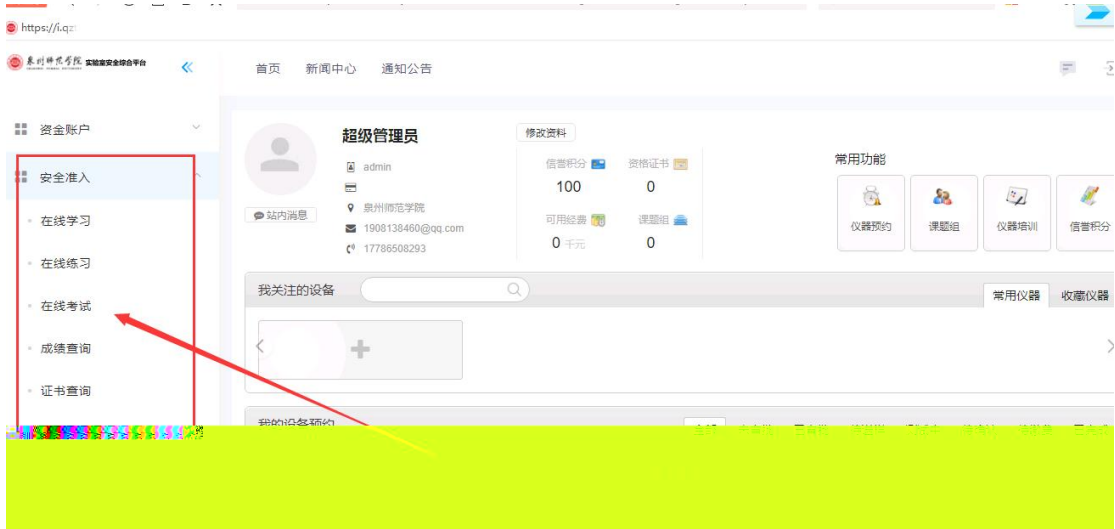 https://i.qz
泉州师范学院 实验室安全综合平台
首页 新闻中心 通知公告
资金账户
安全准入
在线学习
在线练习
在线考试
成绩查询
证书查询
超级管理员
admin
泉州师范学院
1908138460@qq.com
17786508293
站内消息
修改资料
信誉积分 资格证书
100 0
可用经费 课题组
0 千元 0
常用功能
仪器预约 课题组 仪器培训 信誉积分
我关注的设备
常用仪器 收藏仪器
我的设备预约